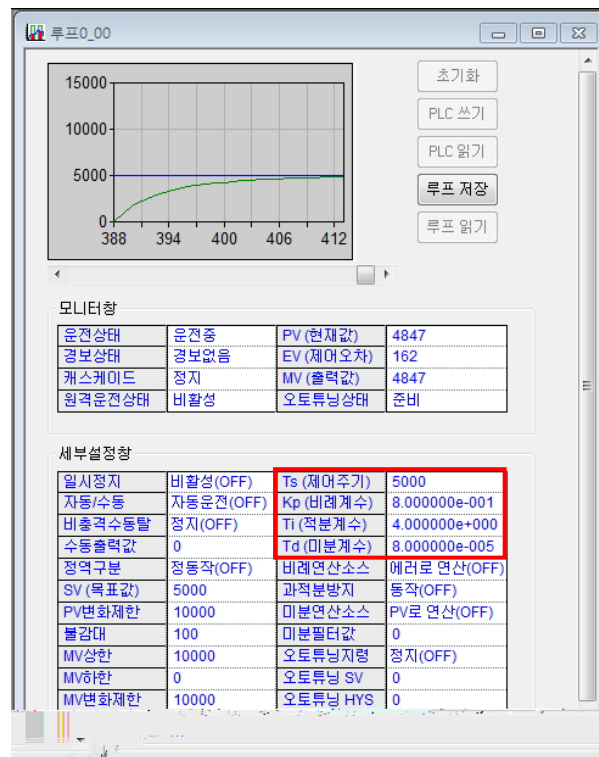 루프0_00
초기화
15000
PLC 쓰기
10000
PLC 읽기
5000
루프 저장
0
루프 읽기
388 394 400 406 412
모니터창
운전상태 운전중 PV (현재값) 4847
경보상태 경보없음 EV (제어오차) 162
캐스케이드 정지 MV (출력값) 4847
원격운전상태 비활성 오토튜닝상태 준비
세부설정창
일시정지 비활성(OFF) Ts (제어주기) 5000
자동/수동 자동운전(OFF) Kp (비례계수) 8.000000e-001
비충격수동탈 정지(OFF) Ti (적분계수) 4.000000e+000
수동출력값 0 Td (미분계수) 8.000000e-005
정역구분 정동작(OFF) 비례연산소스 에러로 연산(OFF)
SV (목표값) 5000 과적분방지 동작(OFF)
PV변화제한 10000 미분연산소스 PV로 연산(OFF)
불감대 100 미분필터값 0
MV상한 10000 오토튜닝지령 정지(OFF)
MV하한 0 오토튜닝 SV 0
MV변화제한 10000 오토튜닝 HYS 0